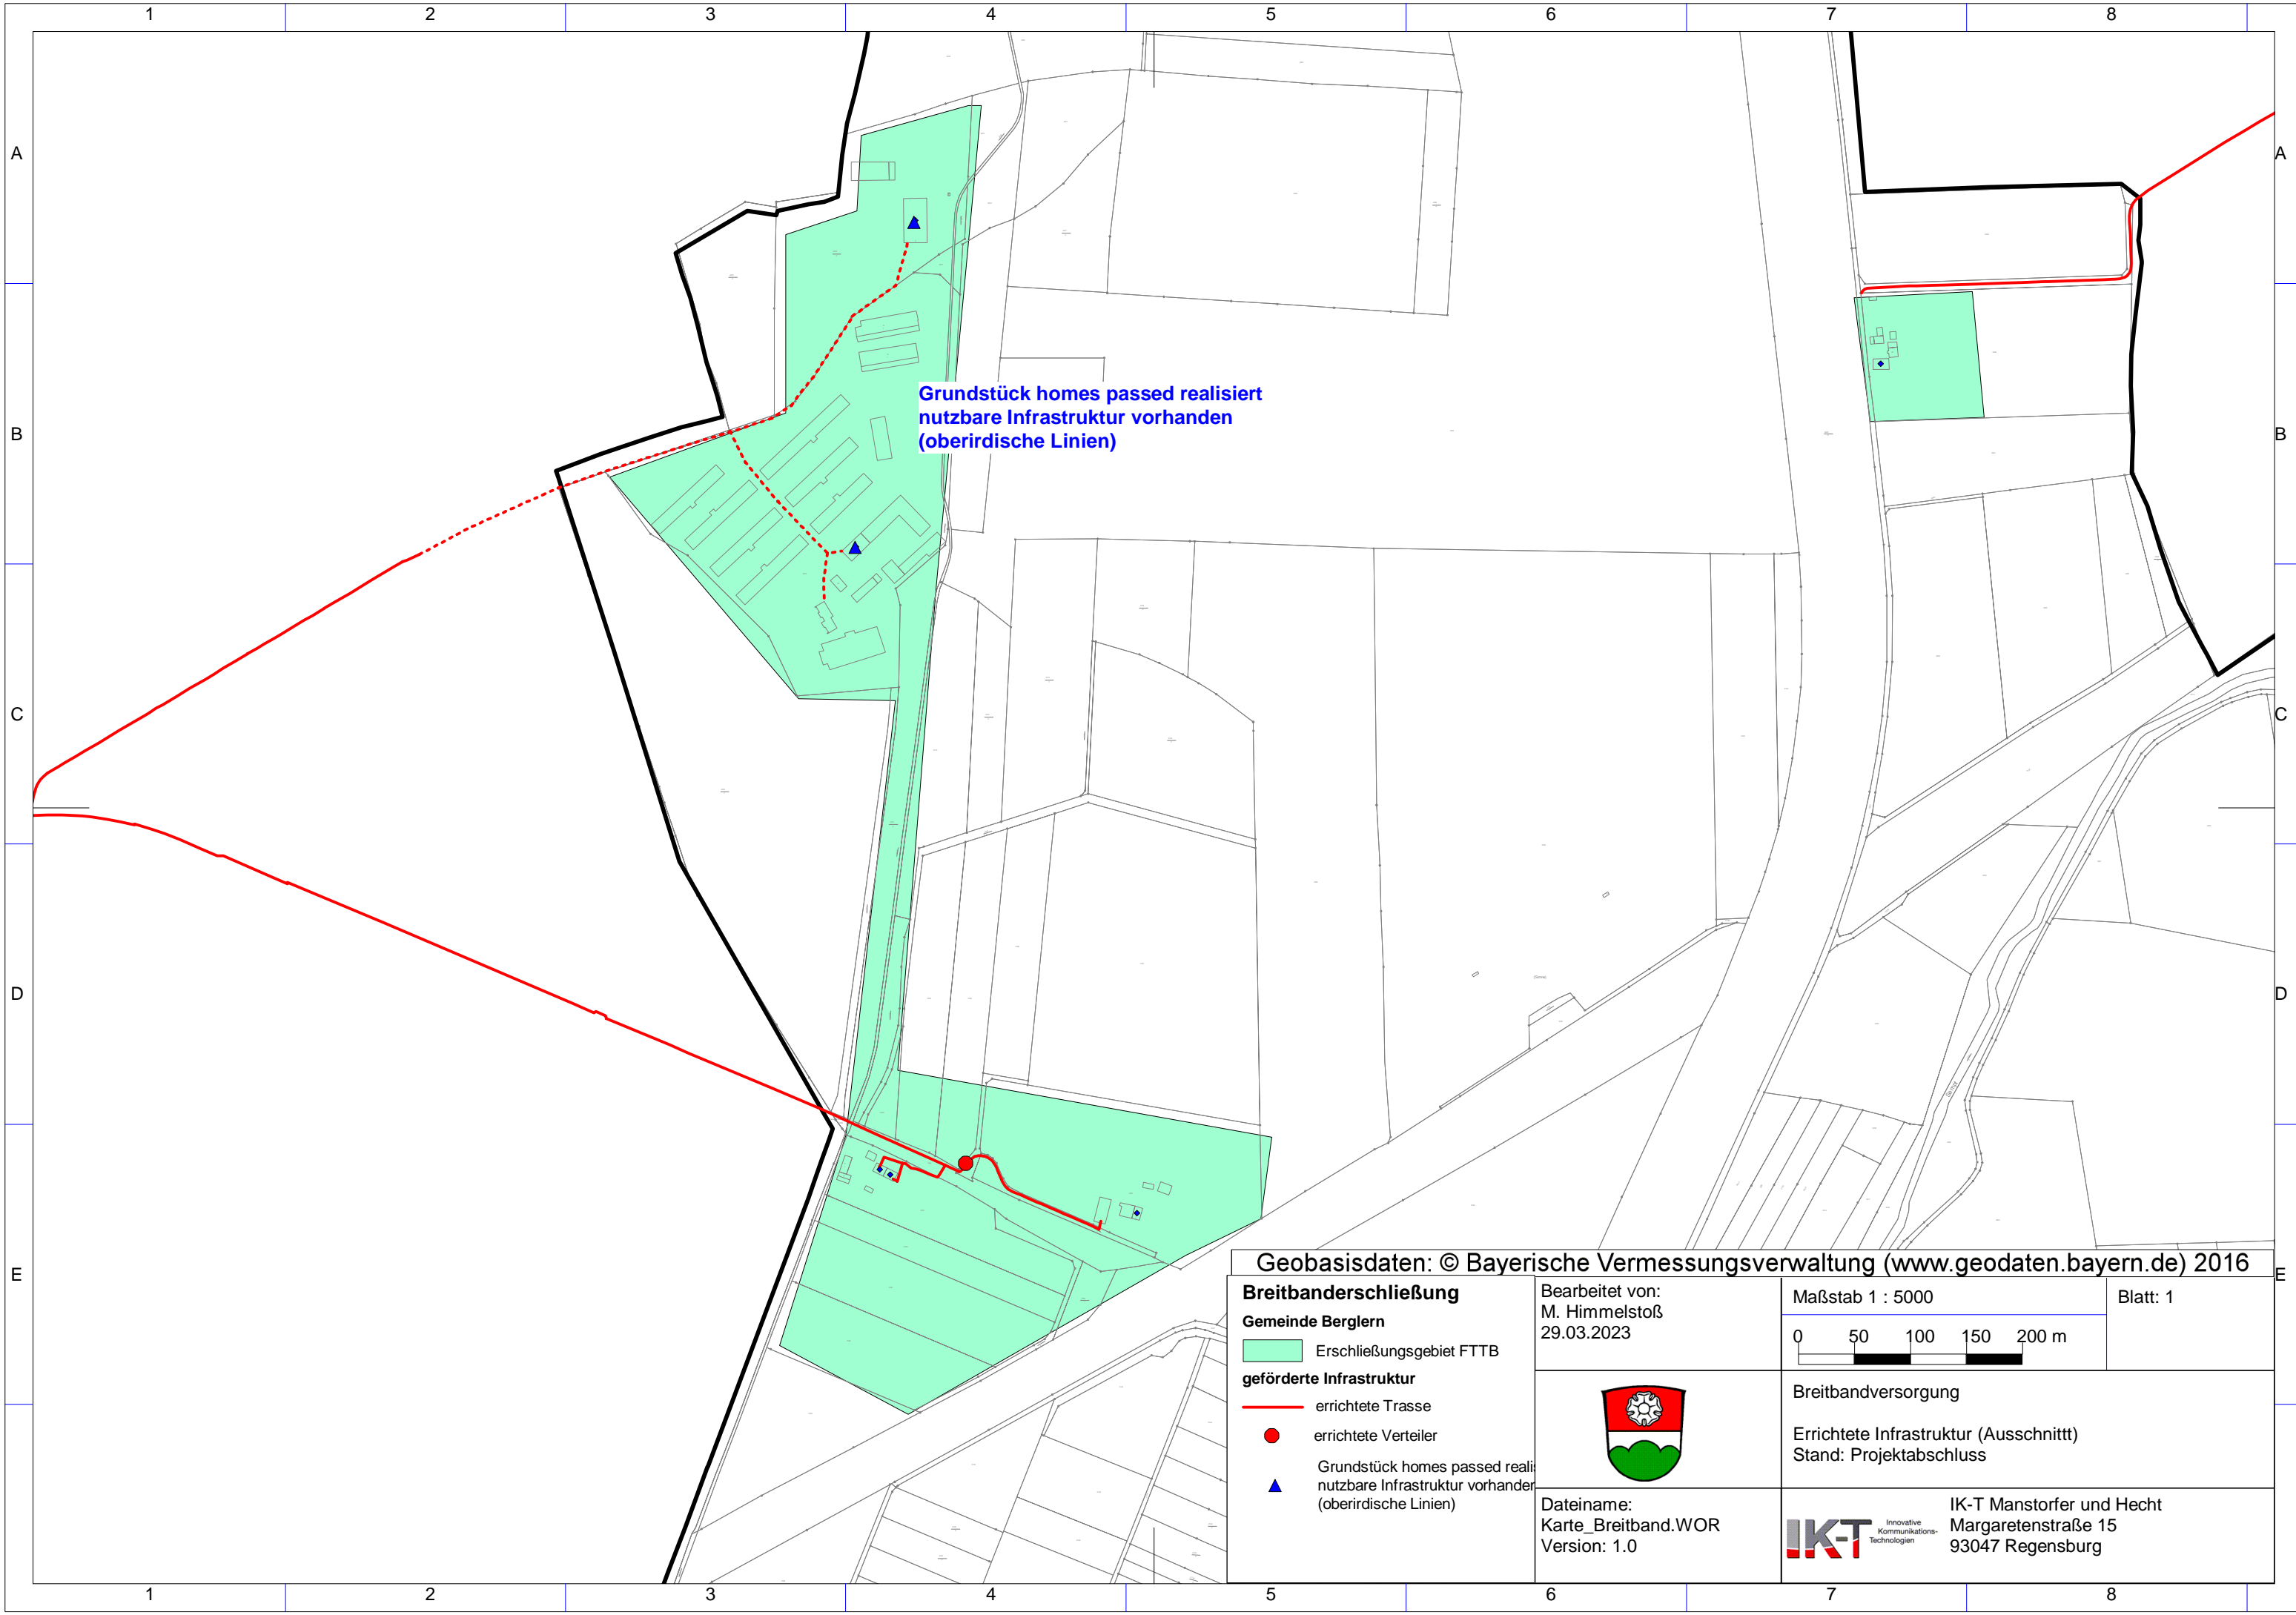 1 2 3 4 5 6 7 8
A A
B B
C C
D D
E E
Grundstück homes passed realisiert
nutzbare Infrastruktur vorhanden
(oberirdische Linien)
Geobasisdaten: © Bayerische Vermessungsverwaltung (www.geodaten.bayern.de) 2016
Breitbanderschließung
Gemeinde Berglern
Erschließungsgebiet FTTB
geförderte Infrastruktur
errichtete Trasse
errichtete Verteiler
Grundstück homes passed reali
nutzbare Infrastruktur vorhanden
(oberirdische Linien)
Bearbeitet von:
M. Himmelstoß
29.03.2023
Maßstab 1 : 5000
0 50 100 150 200 m
Blatt: 1
Breitbandversorgung
Errichtete Infrastruktur (Ausschnittt)
Stand: Projektabschluss
Dateiname:
Karte_Breitband.WOR
Version: 1.0
IK-T
Innovative
Kommunikations-
Technologien
IK-T Manstorfer und Hecht
Margaretenstraße 15
93047 Regensburg
1 2 3 4 5 6 7 8